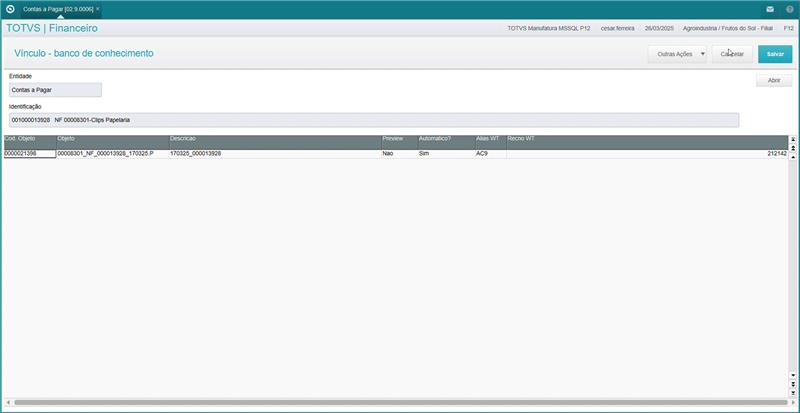 Contas a Pagar [02.9.0006] ×
TOTVS | Financeiro
TOTVS Manufatura MSSQL P12 cesar.ferreira 26/03/2025 Agroindustria / Frutos do Sol - Filial F12
Vínculo - banco de conhecimento
Outras Ações Cancelar Salvar
Entidade
Contas a Pagar
Abrir
Identificação
001000013928 NF 00008301-Clips Papelaria
Cod. Objeto Objeto Descricao Preview Automatico? Alias WT Recno WT
0000021398 00008301_NF_000013928_170325.P 170325_000013928 Nao Sim AC9 212142